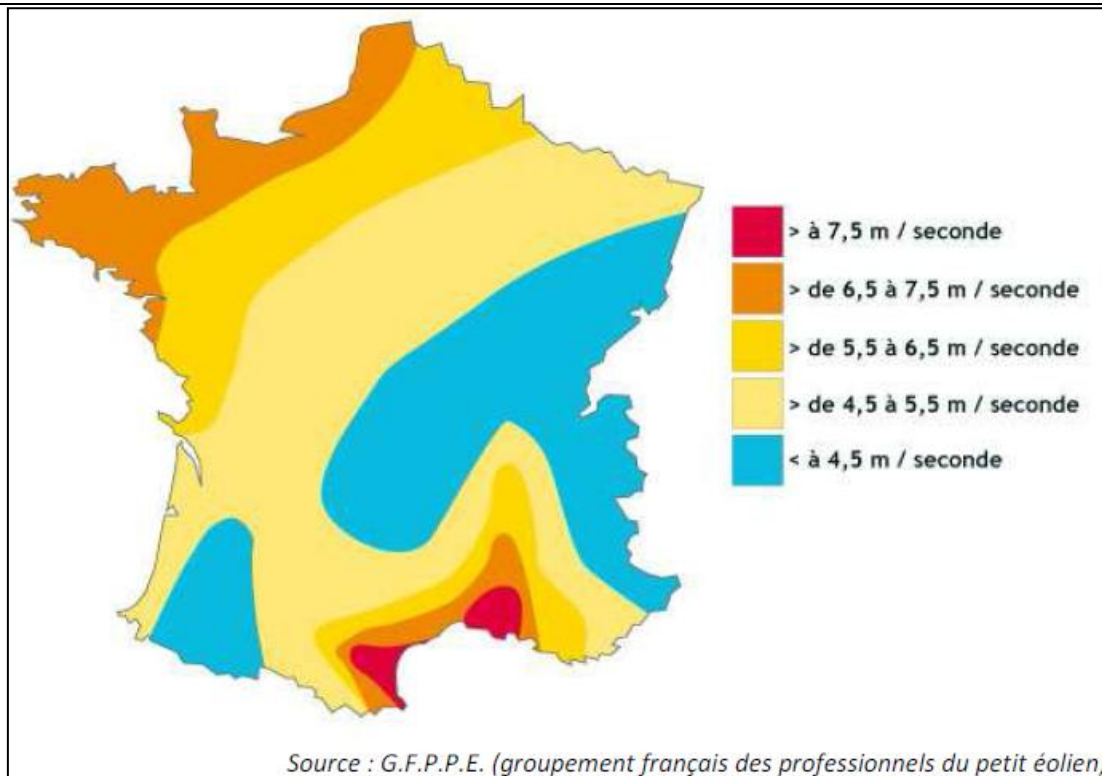 > à 7,5 m / seconde
> de 6,5 à 7,5 m / seconde
> de 5,5 à 6,5 m / seconde
> de 4,5 à 5,5 m / seconde
< à 4,5 m / seconde
Source : G.F.P.P.E. (groupement français des professionnels du petit éolien)